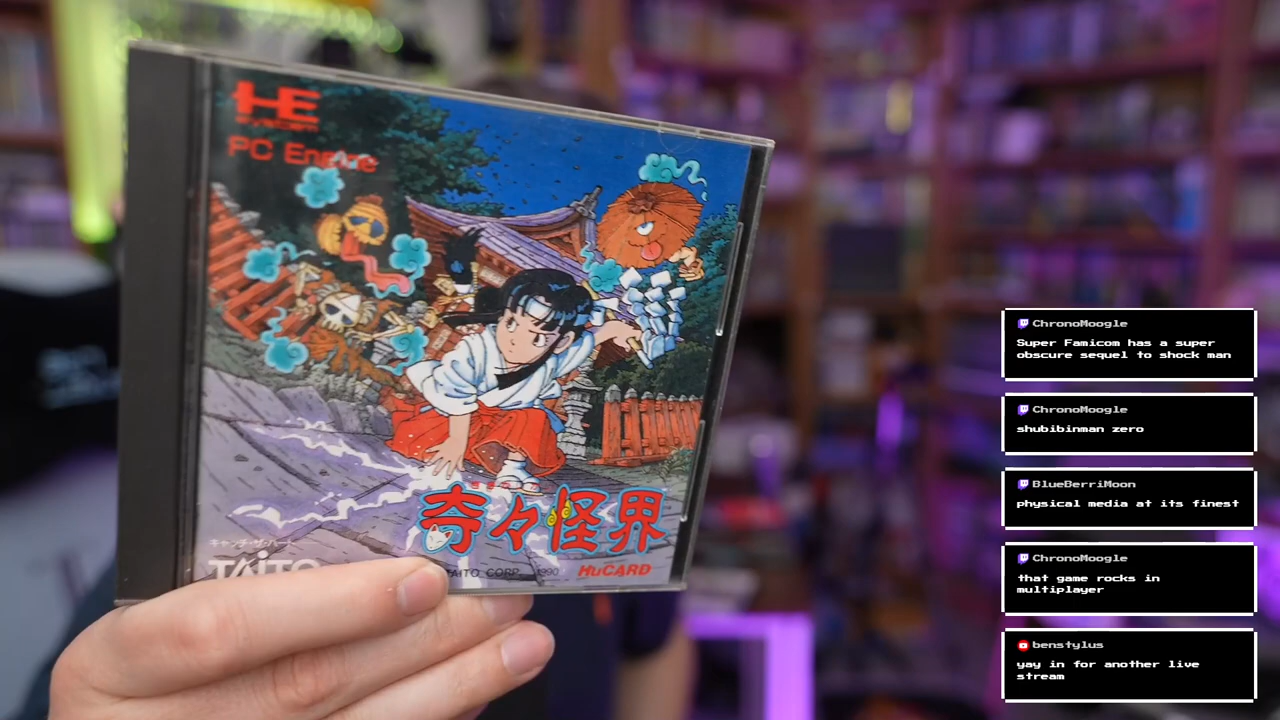 HE
system
PC Engine
奇々怪界
キャッチ・ザ・ハート
TAITO
TAITO CORP. 1990
HuCARD
ChronoMoogle
Super Famicom has a super
obscure sequel to shock man
ChronoMoogle
shubibinman zero
BlueBerriMoon
physical media at its finest
ChronoMoogle
that game rocks in
multiplayer
benstylus
yay in for another live
stream